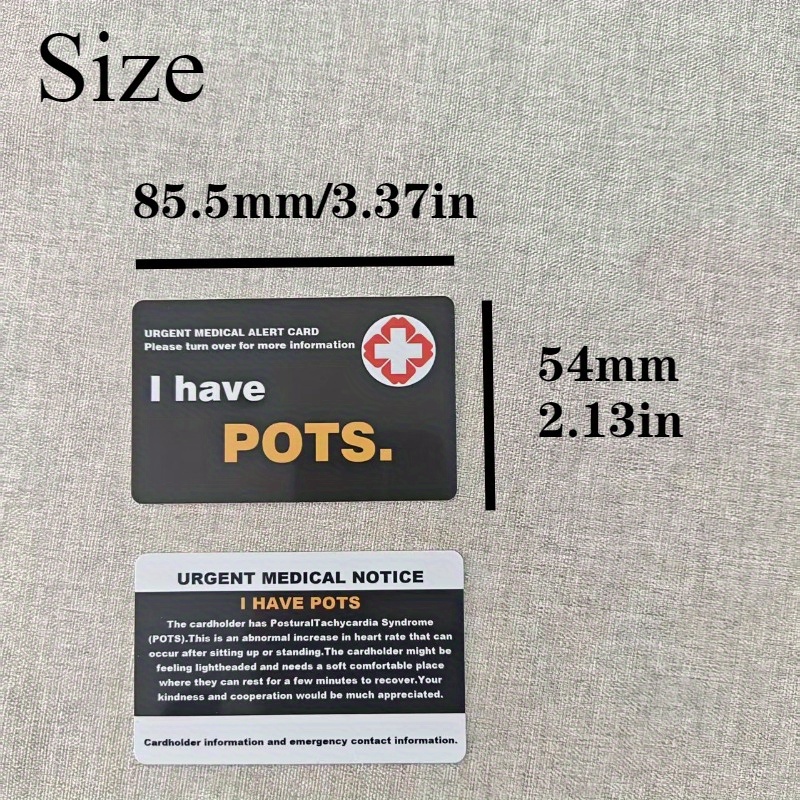 Size
85.5mm/3.37in
54mm
2.13in
URGENT MEDICAL ALERT CARD
Please turn over for more information
I have
POTS.
URGENT MEDICAL NOTICE
I HAVE POTS
The cardholder has PosturalTachycardia Syndrome
(POTS).This is an abnormal increase in heart rate that can
occur after sitting up or standing.The cardholder might be
feeling lightheaded and needs a soft comfortable place
where they can rest for a few minutes to recover.Your
kindness and cooperation would be much appreciated.
Cardholder information and emergency contact information.